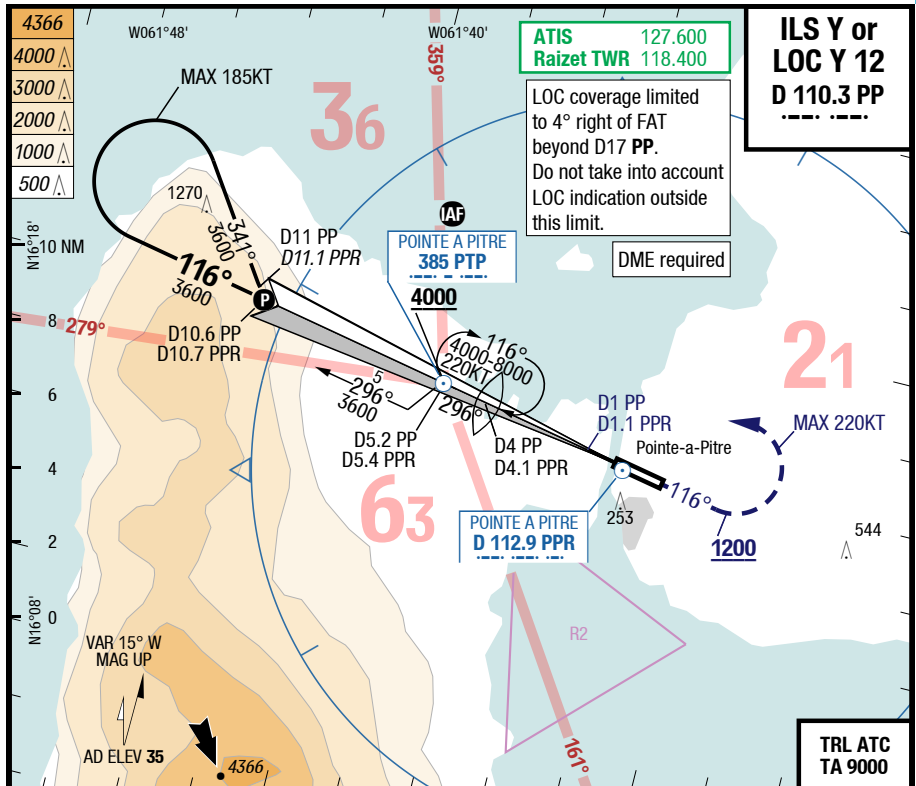 4366
4000
3000
2000
1000
500
W061°48'
W061°40'
ATIS 127.600
Raizet TWR 118.400
ILS Y or
LOC Y 12
D 110.3 PP
MAX 185KT
359°
36
LOC coverage limited
to 4° right of FAT
beyond D17 PP.
Do not take into account
LOC indication outside
this limit.
DME required
1270
IAF
N16°18'
10 NM
341°
3600
D11 PP
D11.1 PPR
POINTE A PITRE
385 PTP
4000
116°
3600
P
8
279°
D10.6 PP
D10.7 PPR
116°
4000-8000
220KT
21
6
5
296°
3600
296°
D1 PP
D1.1 PPR
MAX 220KT
D5.2 PP
D5.4 PPR
D4 PP
D4.1 PPR
Pointe-a-Pitre
4
63
116°
253
POINTE A PITRE
D 112.9 PPR
1200
544
2
N16°08'
0
R2
VAR 15° W
MAG UP
AD ELEV 35
4366
161°
TRL ATC
TA 9000